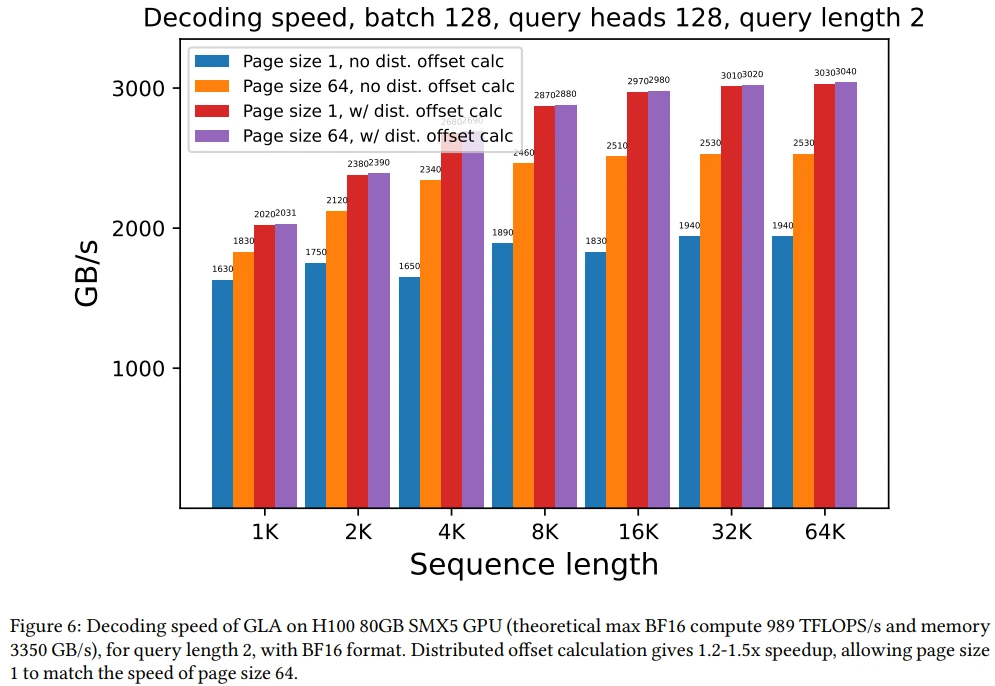 Decoding speed, batch 128, query heads 128, query length 2
Page size 1, no dist. offset calc
Page size 64, no dist. offset calc
Page size 1, w/ dist. offset calc
Page size 64, w/ dist. offset calc
GB/s
3000
2000
1000
1630 1830 2020 2031
1750 2120 2380 2390
1650 2340 2680 2690
1890 2460 2870 2880
1830 2510 2970 2980
1940 2530 3010 3020
1940 2530 3030 3040
1K 2K 4K 8K 16K 32K 64K
Sequence length
Figure 6: Decoding speed of GLA on H100 80GB SMX5 GPU (theoretical max BF16 compute 989 TFLOPS/s and memory
3350 GB/s), for query length 2, with BF16 format. Distributed offset calculation gives 1.2-1.5x speedup, allowing page size
1 to match the speed of page size 64.